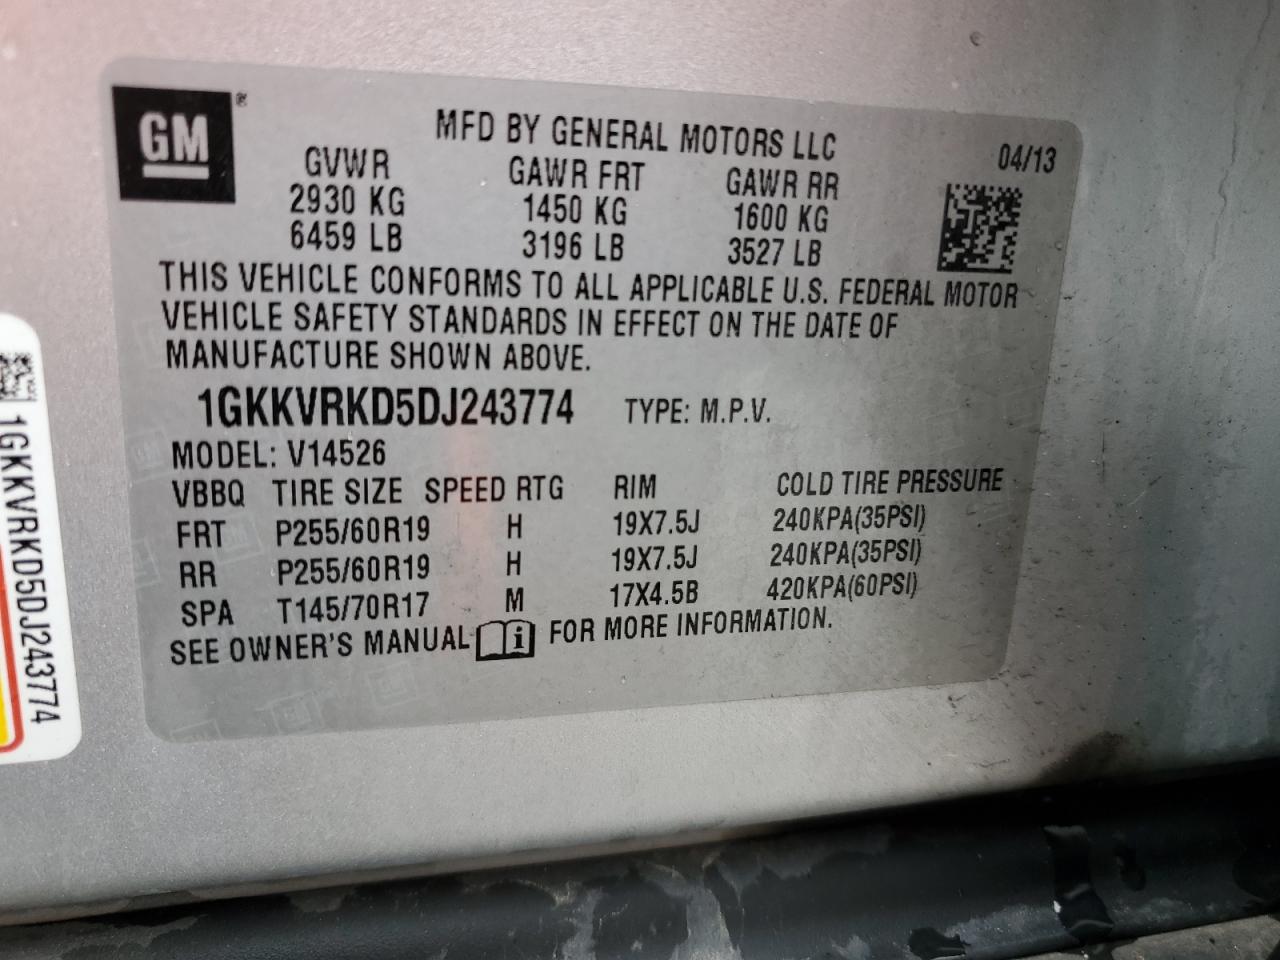 GM ®
MFD BY GENERAL MOTORS LLC
04/13
GVWR GAWR FRT GAWR RR
2930 KG 1450 KG 1600 KG
6459 LB 3196 LB 3527 LB
THIS VEHICLE CONFORMS TO ALL APPLICABLE U.S. FEDERAL MOTOR
VEHICLE SAFETY STANDARDS IN EFFECT ON THE DATE OF
MANUFACTURE SHOWN ABOVE.
1GKKVRKD5DJ243774 TYPE: M.P.V.
MODEL: V14526
VBBQ TIRE SIZE SPEED RTG RIM COLD TIRE PRESSURE
FRT P255/60R19 H 19X7.5J 240KPA(35PSI)
RR P255/60R19 H 19X7.5J 240KPA(35PSI)
SPA T145/70R17 M 17X4.5B 420KPA(60PSI)
SEE OWNER'S MANUAL i FOR MORE INFORMATION.
1GKKVRKD5DJ243774